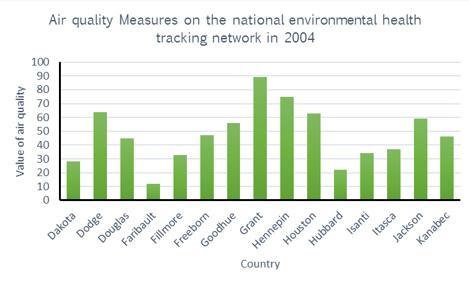 Air quality Measures on the national environmental health
tracking network in 2004
Value of air quality
100
90
80
70
60
50
40
30
20
10
0
Dakota
Dodge
Douglas
Faribault
Fillmore
Freeborn
Goodhue
Grant
Hennepin
Houston
Hubbard
Isanti
Itasca
Jackson
Kanabec
Country